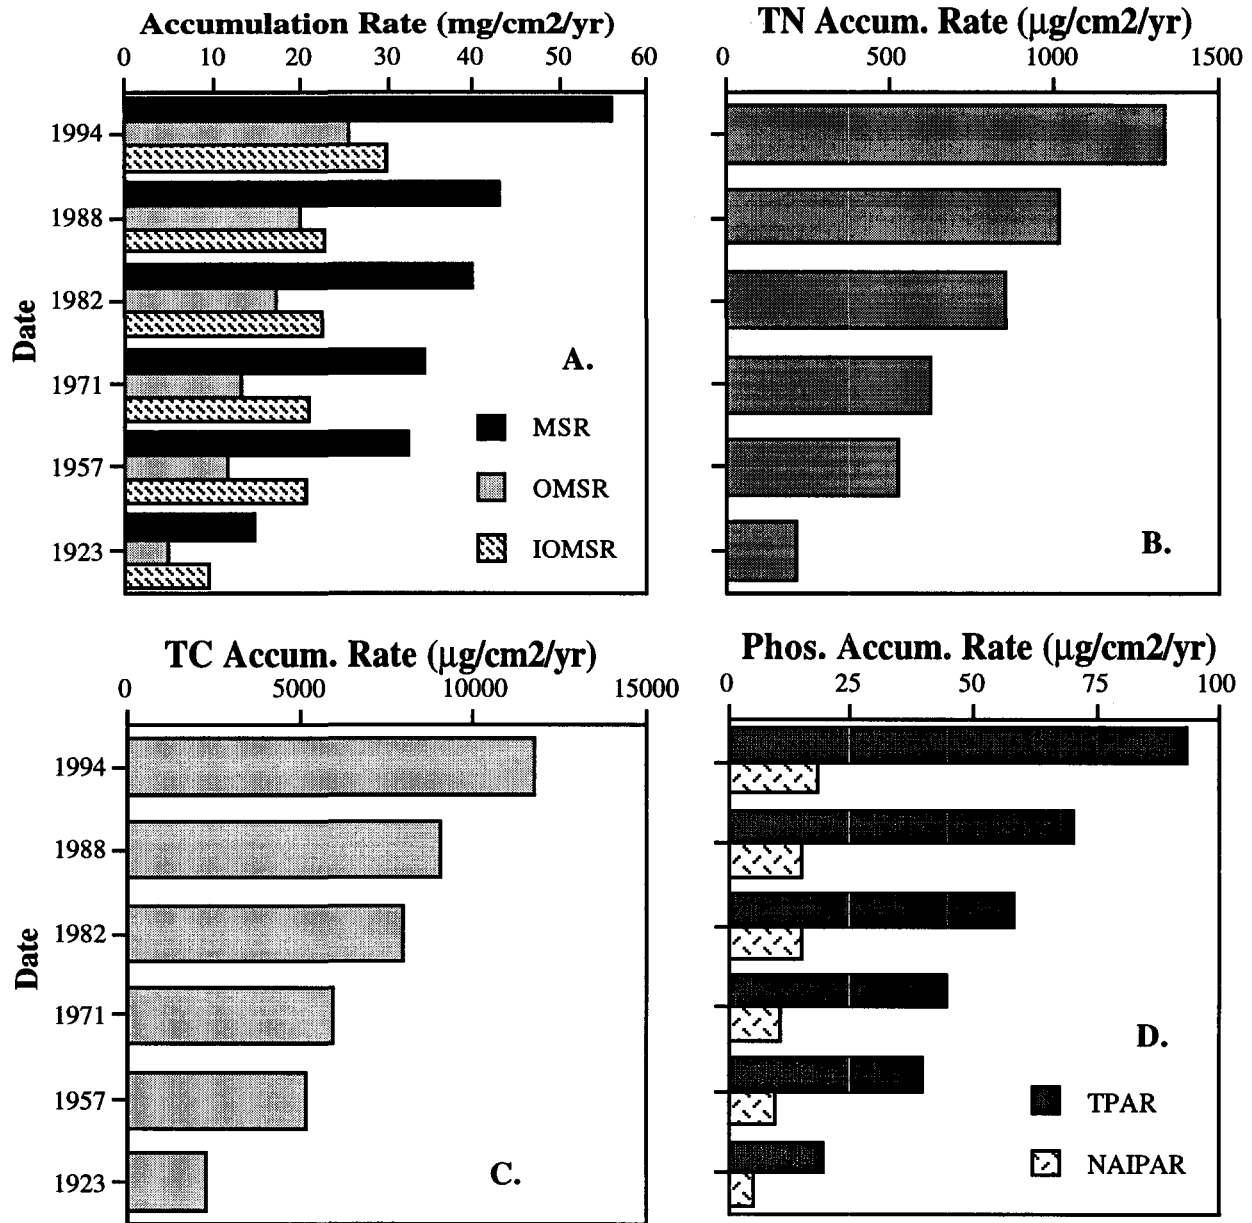 Accumulation Rate (mg/cm2/yr)
0 10 20 30 40 50 60
1994
1988
1982
1971
1957
1923
Date
A.
MSR
OMSR
IOMSR
TN Accum. Rate (µg/cm2/yr)
0 500 1000 1500
B.
TC Accum. Rate (µg/cm2/yr)
0 5000 10000 15000
1994
1988
1982
1971
1957
1923
Date
C.
Phos. Accum. Rate (µg/cm2/yr)
0 25 50 75 100
D.
TPAR
NAIPAR